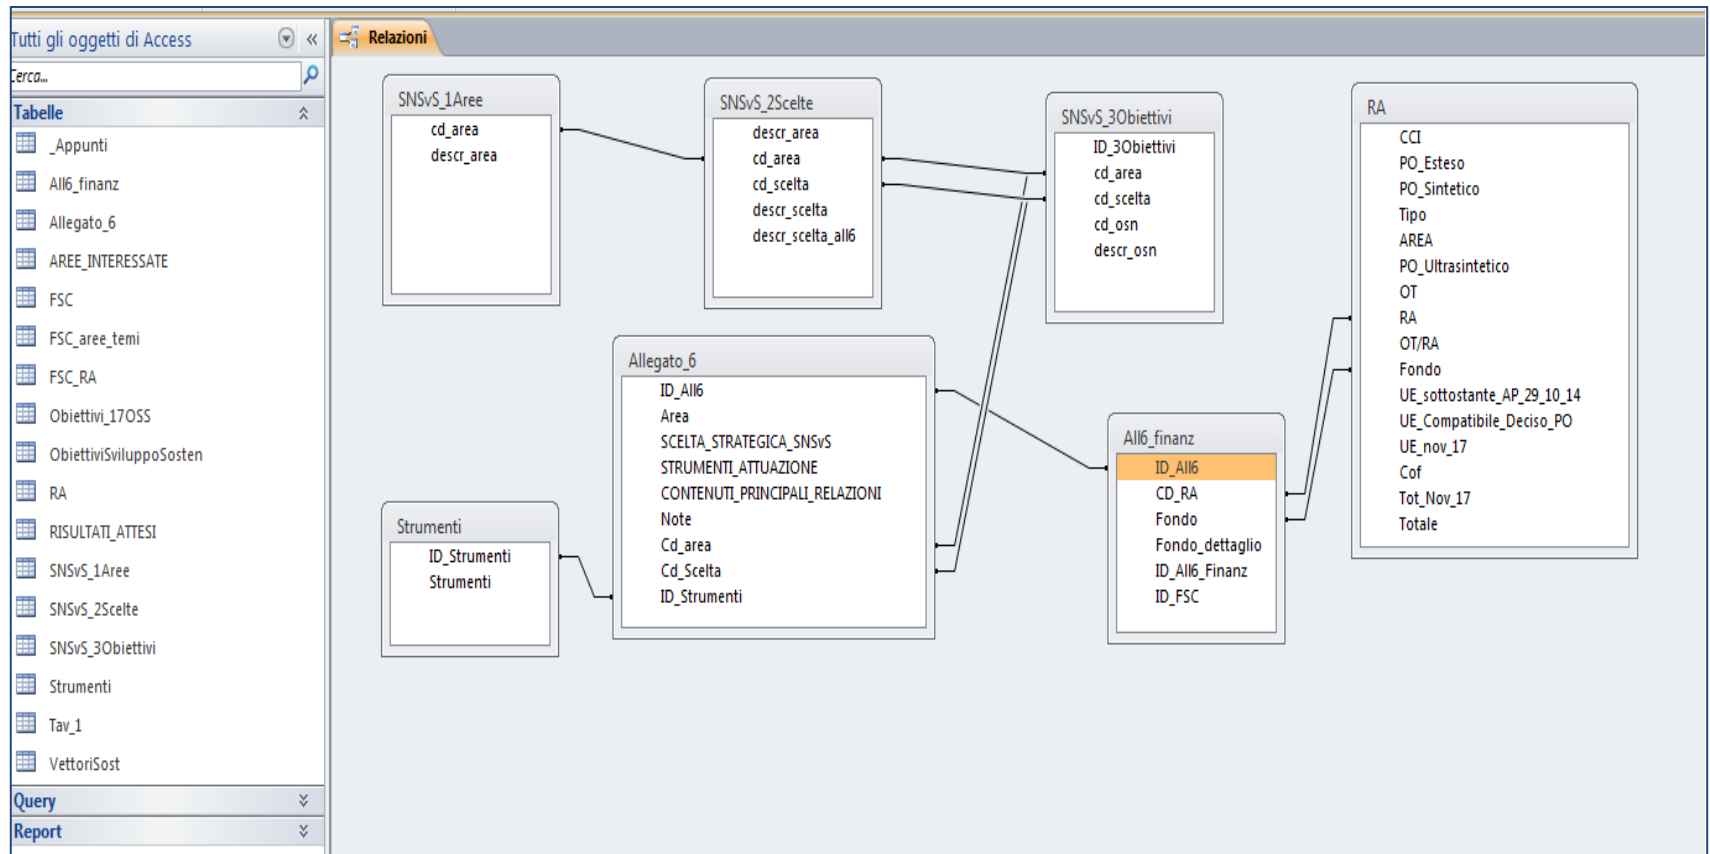 Tutti gli oggetti di Access
«
Relazioni
Cerca...
Tabelle
_Appunti
All6_finanz
Allegato_6
AREE_INTERESSATE
FSC
FSC_aree_temi
FSC_RA
Obiettivi_17OSS
ObiettiviSviluppoSosten
RA
RISULTATI_ATTESI
SNSvS_1Aree
SNSvS_2Scelte
SNSvS_3Obiettivi
Strumenti
Tav_1
VettoriSost
Query
Report
SNSvS_1Aree
cd_area
descr_area
SNSvS_2Scelte
descr_area
cd_area
cd_scelta
descr_scelta
descr_scelta_all6
SNSvS_3Obiettivi
ID_3Obiettivi
cd_area
cd_scelta
cd_osn
descr_osn
RA
CCI
PO_Esteso
PO_Sintetico
Tipo
AREA
PO_Ultrasintetico
OT
RA
OT/RA
Fondo
UE_sottostante_AP_29_10_14
UE_Compatibile_Deciso_PO
UE_nov_17
Cof
Tot_Nov_17
Totale
Allegato_6
ID_All6
Area
SCELTA_STRATEGICA_SNSvS
STRUMENTI_ATTUAZIONE
CONTENUTI_PRINCIPALI_RELAZIONI
Note
Cd_area
Cd_Scelta
ID_Strumenti
All6_finanz
ID_All6
CD_RA
Fondo
Fondo_dettaglio
ID_All6_Finanz
ID_FSC
Strumenti
ID_Strumenti
Strumenti